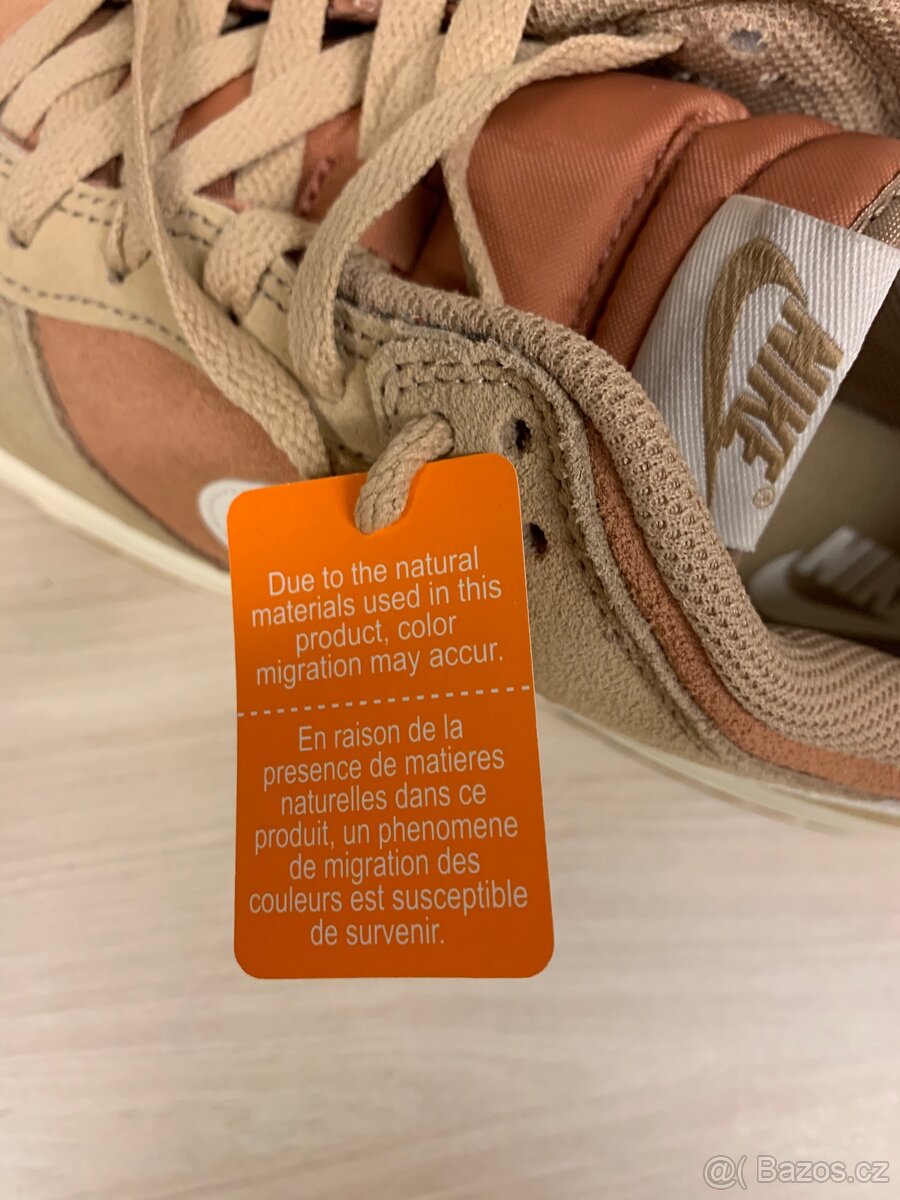 NIKE
®
NIKE
Due to the natural
materials used in this
product, color
migration may accur.
En raison de la
presence de matieres
naturelles dans ce
produit, un phenomene
de migration des
couleurs est susceptible
de survenir.
@( Bazos.cz